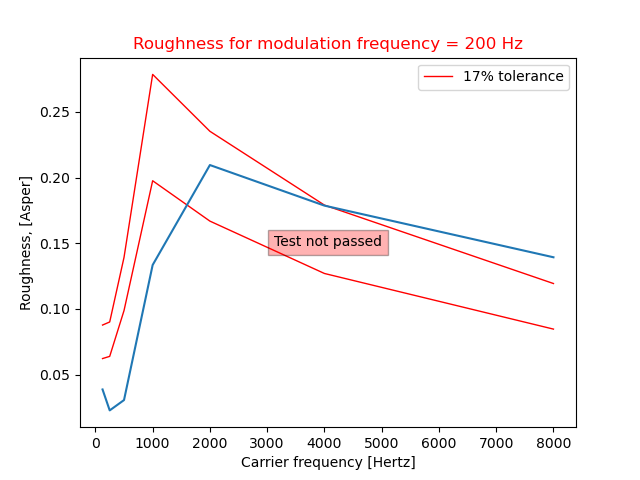 Roughness for modulation frequency = 200 Hz
17% tolerance
Roughness, [Asper]
0.25
0.20
0.15
0.10
0.05
Test not passed
0 1000 2000 3000 4000 5000 6000 7000 8000
Carrier frequency [Hertz]